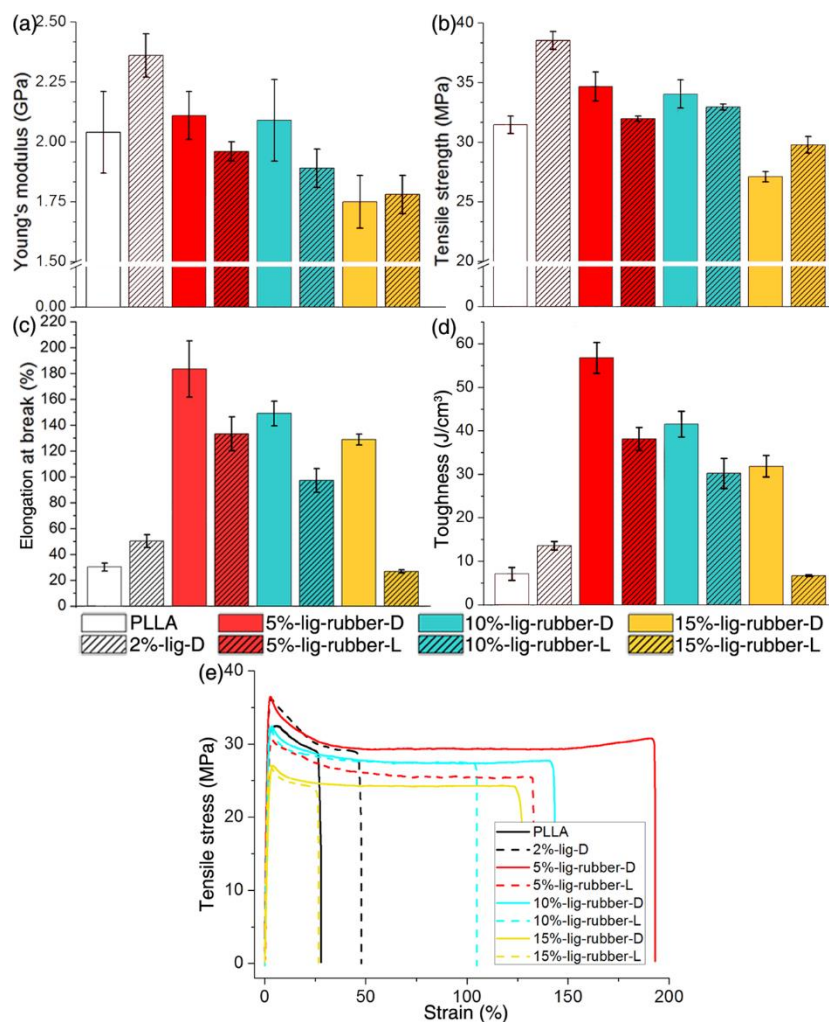 (a)
2.50
2.25
2.00
1.75
1.50
0.00
Young's modulus (GPa)
(b)
40
35
30
25
20
0
Tensile strength (MPa)
(c)
220
200
180
160
140
120
100
80
60
40
20
0
Elongation at break (%)
(d)
60
50
40
30
20
10
0
Toughness (J/cm³)
PLLA 5%-lig-rubber-D 10%-lig-rubber-D 15%-lig-rubber-D
2%-lig-D 5%-lig-rubber-L 10%-lig-rubber-L 15%-lig-rubber-L
(e)
40
30
20
10
0
Tensile stress (MPa)
PLLA
2%-lig-D
5%-lig-rubber-D
5%-lig-rubber-L
10%-lig-rubber-D
10%-lig-rubber-L
15%-lig-rubber-D
15%-lig-rubber-L
0 50 100 150 200
Strain (%)